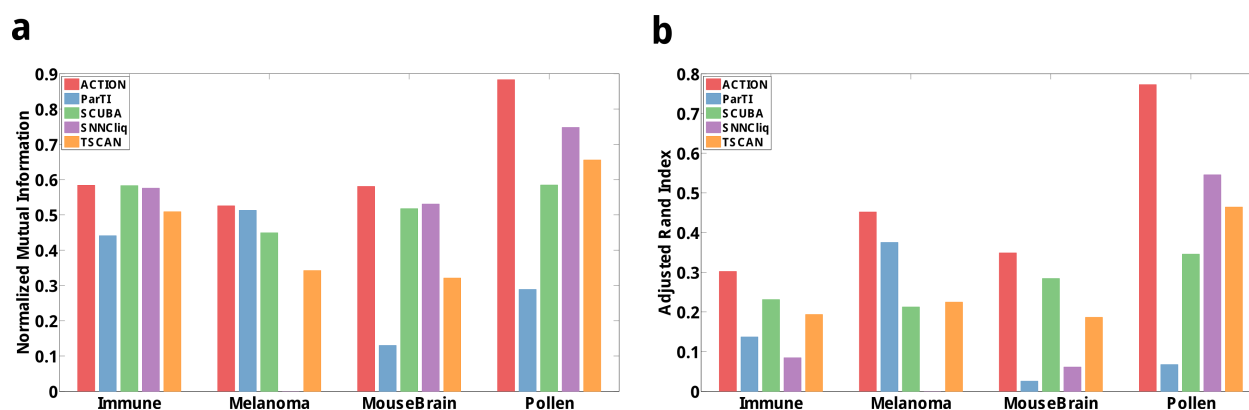 a
Normalized Mutual Information
0.9
0.8
0.7
0.6
0.5
0.4
0.3
0.2
0.1
0
ACTION
ParTI
SCUBA
SNNCliq
TSCAN
Immune Melanoma MouseBrain Pollen
b
Adjusted Rand Index
0.8
0.7
0.6
0.5
0.4
0.3
0.2
0.1
0
ACTION
ParTI
SCUBA
SNNCliq
TSCAN
Immune Melanoma MouseBrain Pollen